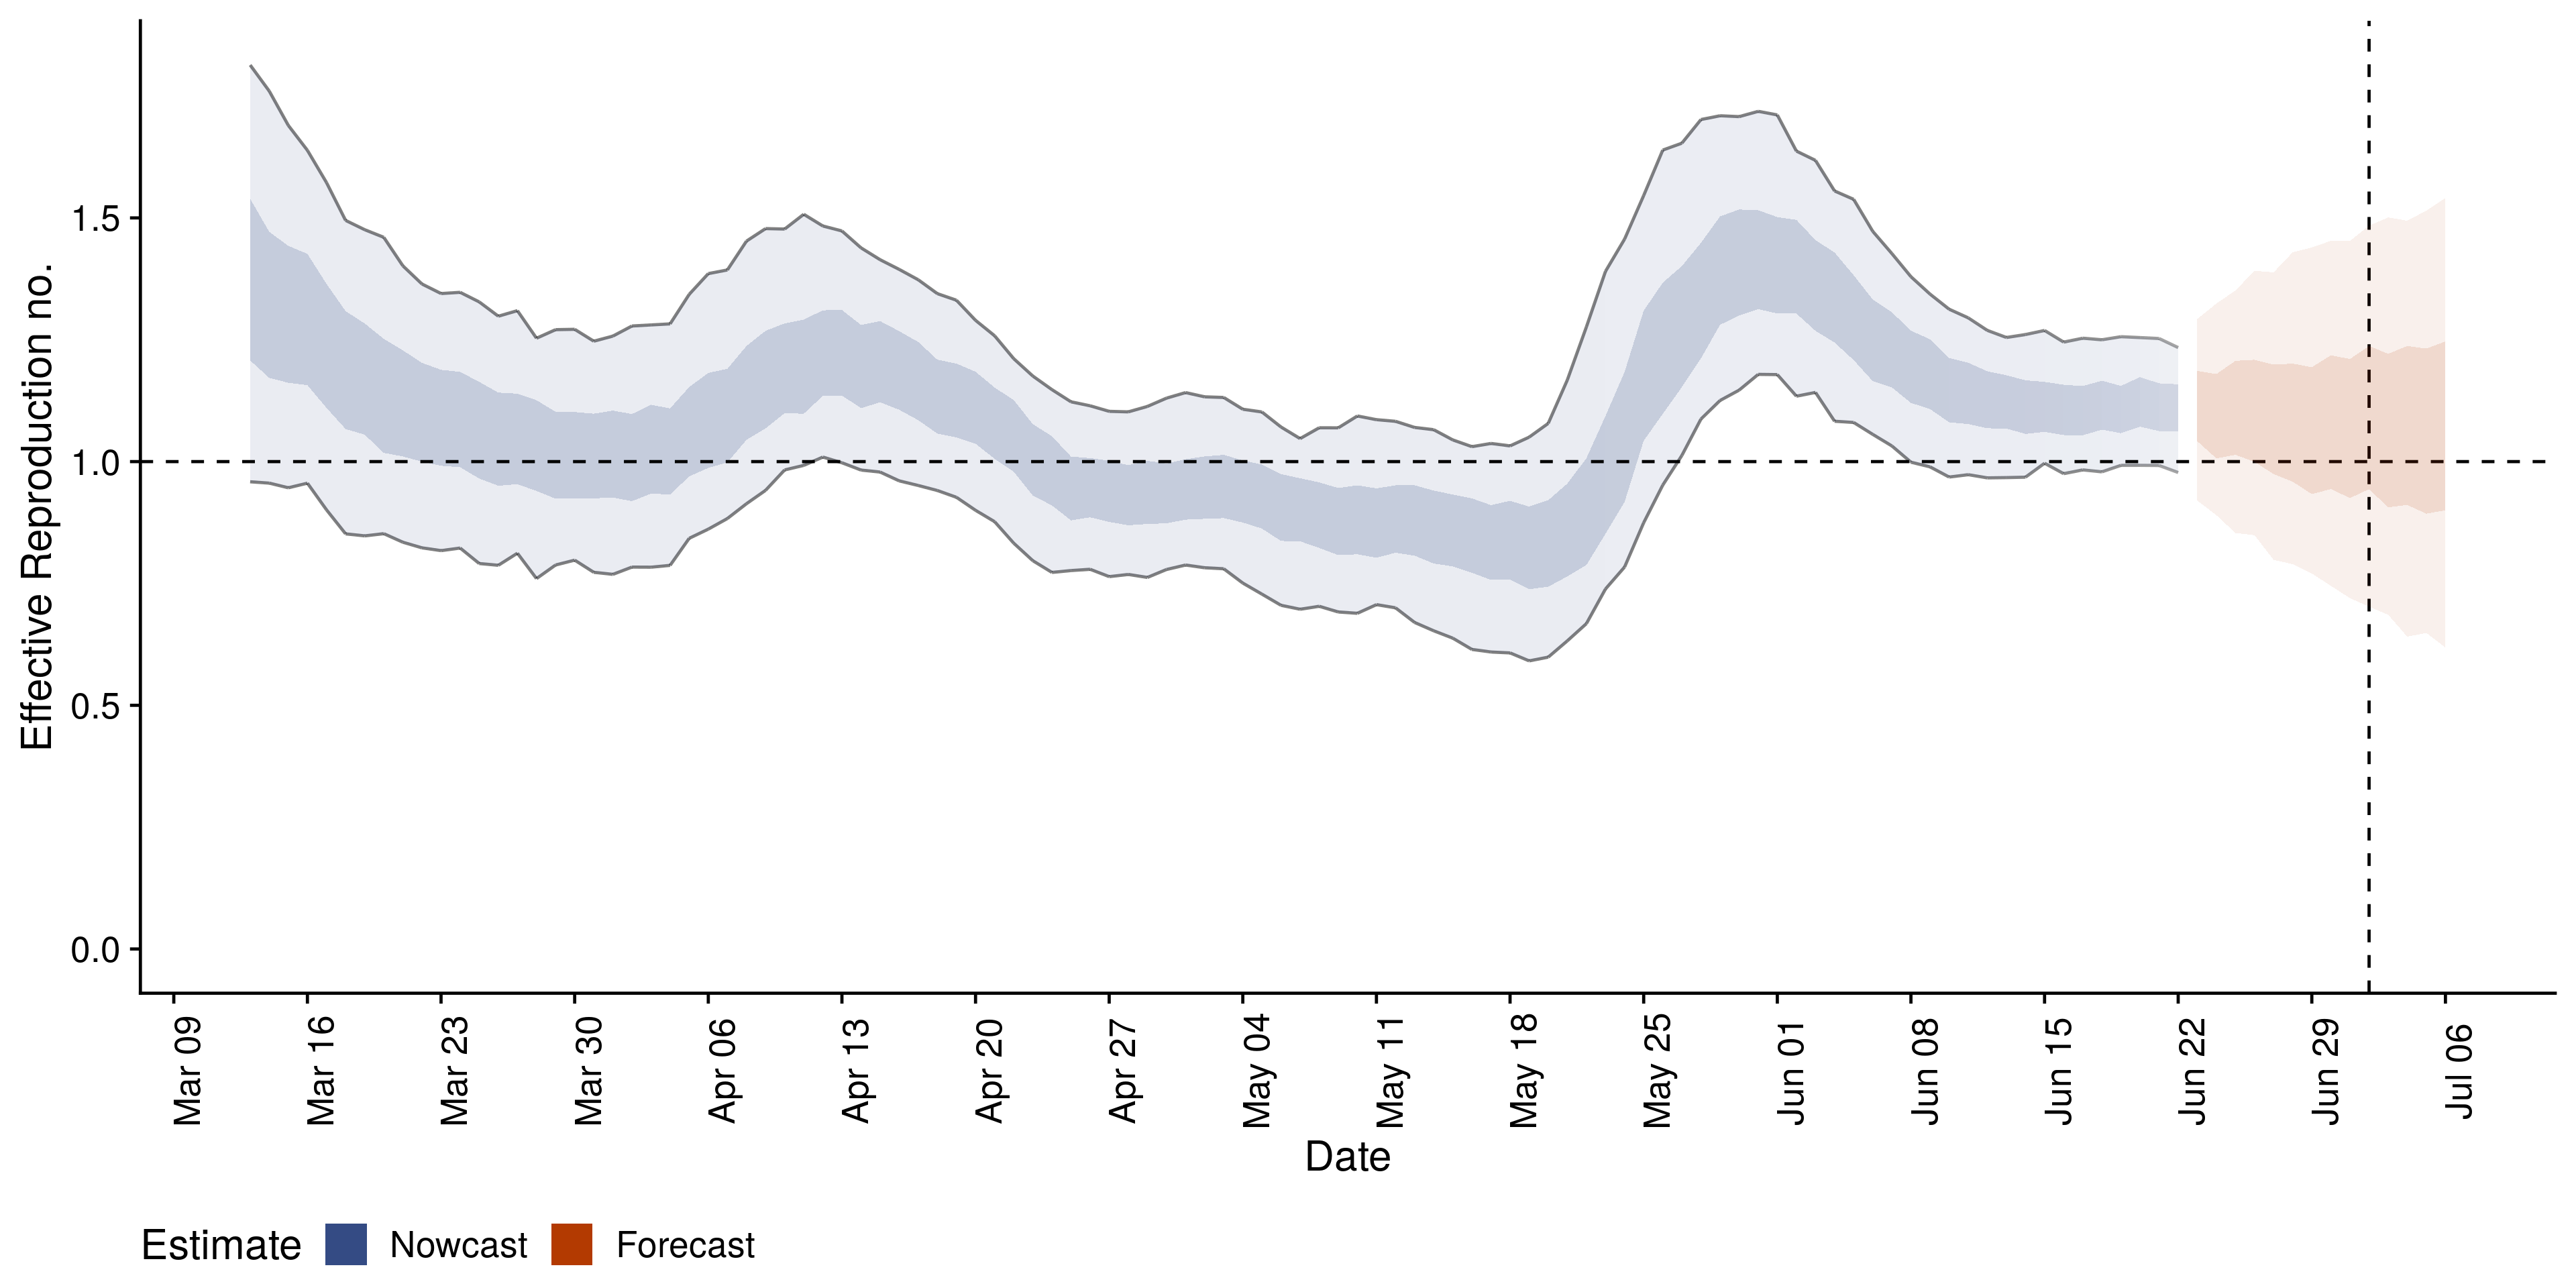 Effective Reproduction no.
1.5
1.0
0.5
0.0
Mar 09
Mar 16
Mar 23
Mar 30
Apr 06
Apr 13
Apr 20
Apr 27
May 04
May 11
May 18
May 25
Jun 01
Jun 08
Jun 15
Jun 22
Jun 29
Jul 06
Date
Estimate Nowcast Forecast